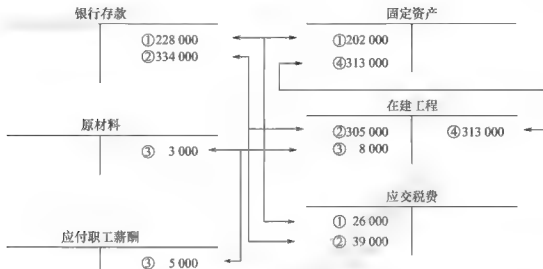 银行存款
①228 000
②334 000
固定资产
①202 000
④313 000
原材料
③ 3 000
在建工程
②305 000 ④313 000
③ 8 000
应付职工薪酬
③ 5 000
应交税费
① 26 000
② 39 000